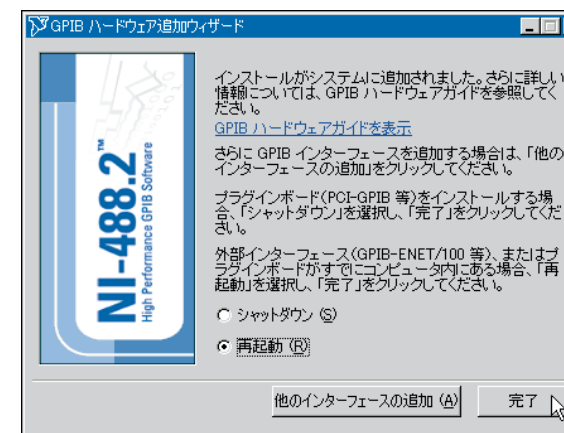 GPIB ハードウェア追加ウィザード
インストールがシステムに追加されました。さらに詳しい
情報については、GPIB ハードウェアガイドを参照してく
ださい。
GPIB ハードウェアガイドを表示
さらに GPIB インターフェースを追加する場合は、「他の
インターフェースの追加」をクリックしてください。
プラグインボード(PCI-GPIB 等)をインストールする場
合、「シャットダウン」を選択し、「完了」をクリックしてくだ
さい。
外部インターフェース(GPIB-ENET/100 等)、またはプ
ラグインボードがすでにコンピュータ内にある場合、「再
起動」を選択し、「完了」をクリックしてください。
シャットダウン (S)
再起動 (R)
NI-488.2™
High Performance GPIB Software
他のインターフェースの追加 (A)
完了